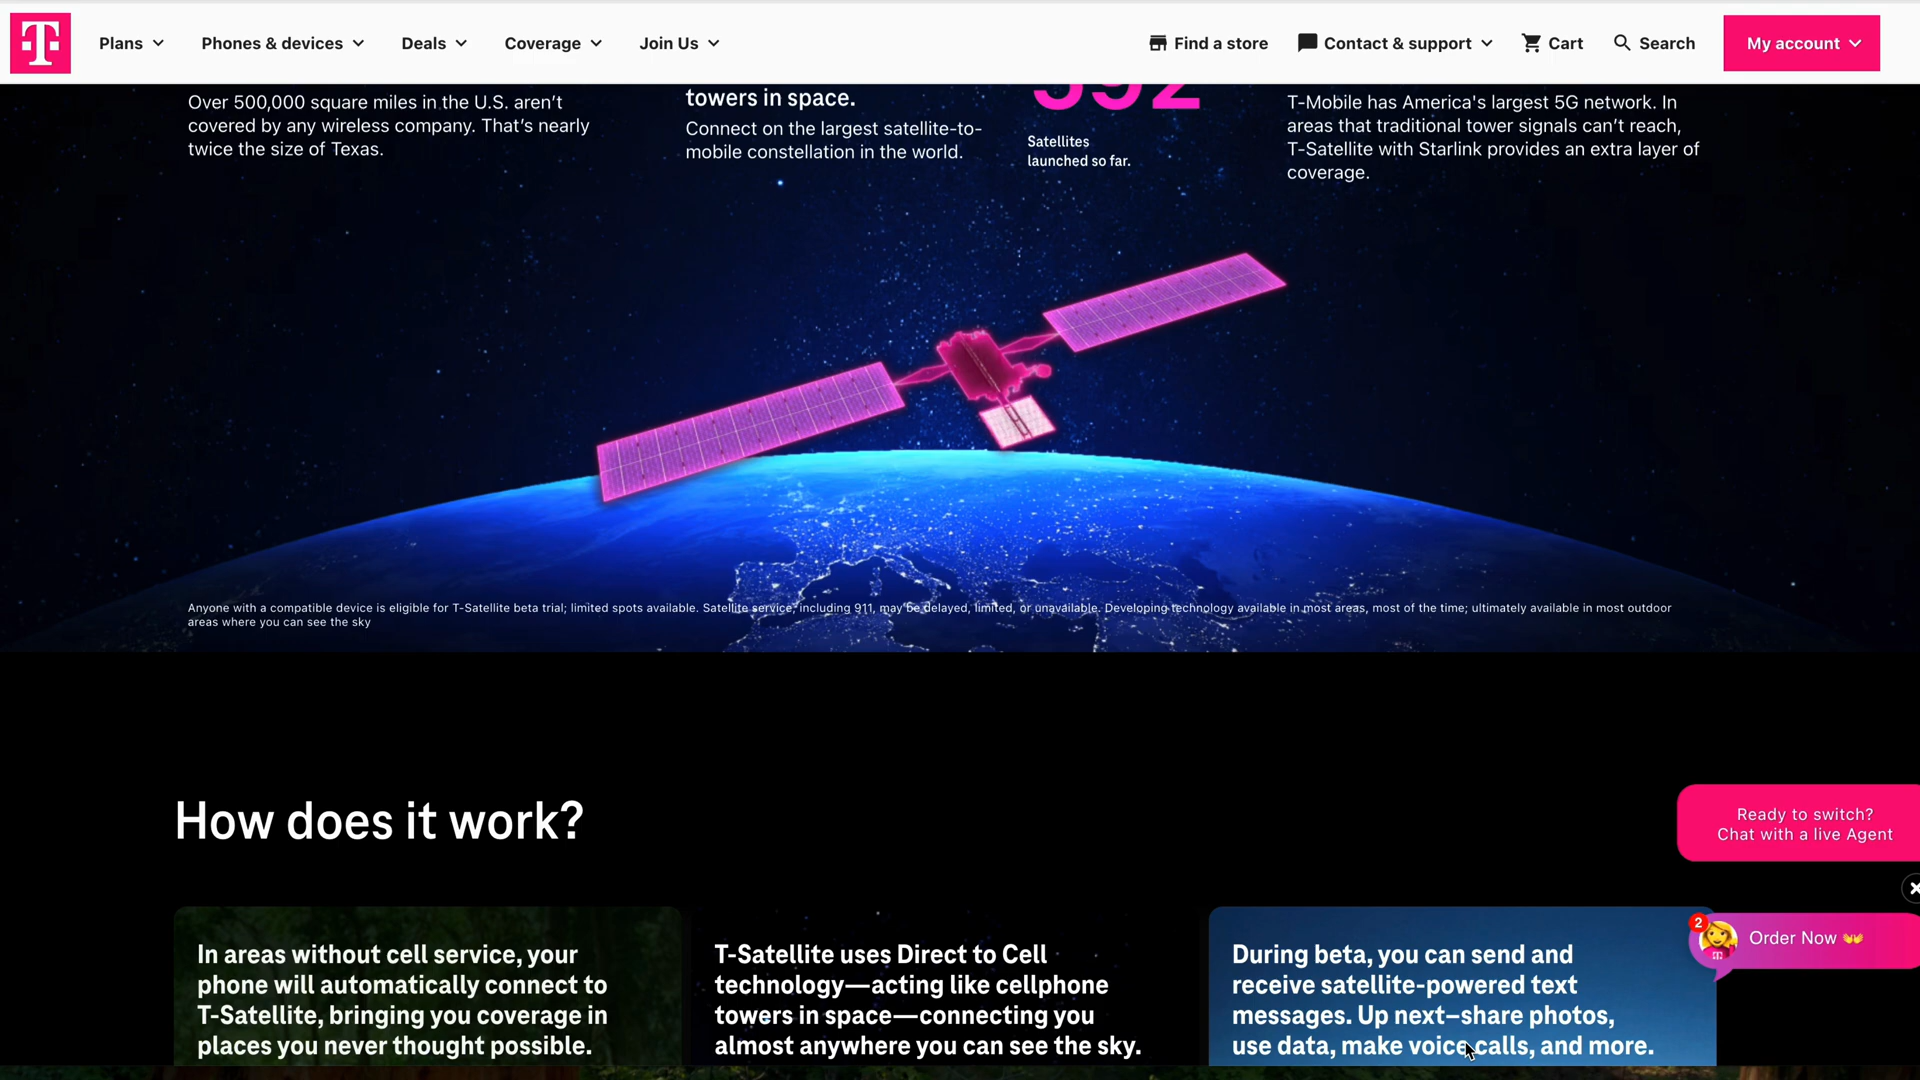 T
Plans
Phones & devices
Deals
Coverage
Join Us
Find a store
Contact & support
Cart
Search
My account
Over 500,000 square miles in the U.S. aren’t
covered by any wireless company. That’s nearly
twice the size of Texas.
towers in space.
Connect on the largest satellite-to-
mobile constellation in the world.
592
Satellites
launched so far.
T-Mobile has America's largest 5G network. In
areas that traditional tower signals can’t reach,
T-Satellite with Starlink provides an extra layer of
coverage.
Anyone with a compatible device is eligible for T-Satellite beta trial; limited spots available. Satellite service, including 911, may be delayed, limited, or unavailable. Developing technology available in most areas, most of the time; ultimately available in most outdoor
areas where you can see the sky
How does it work?
Ready to switch?
Chat with a live Agent
2
Order Now 👐
In areas without cell service, your
phone will automatically connect to
T-Satellite, bringing you coverage in
places you never thought possible.
T-Satellite uses Direct to Cell
technology—acting like cellphone
towers in space—connecting you
almost anywhere you can see the sky.
During beta, you can send and
receive satellite-powered text
messages. Up next–share photos,
use data, make voice calls, and more.